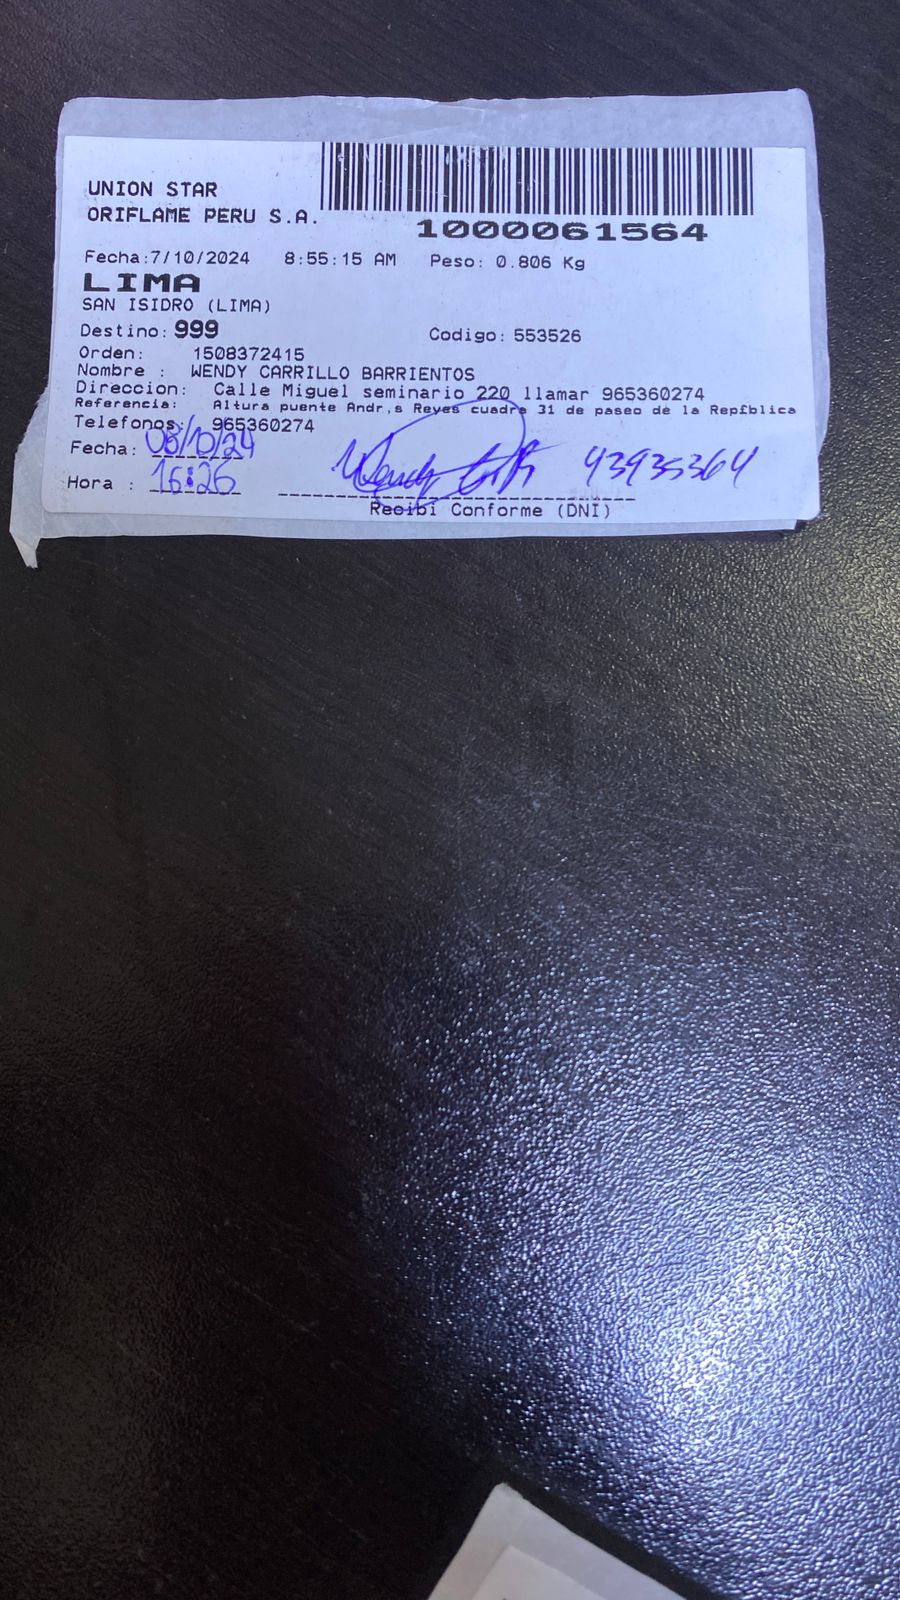 UNION STAR
ORIFLAME PERU S.A.
1000061564
Fecha:7/10/2024 8:55:15 AM Peso: 0.806 Kg
LIMA
SAN ISIDRO (LIMA)
Destino: 999 Codigo: 553526
Orden: 1508372415
Nombre : WENDY CARRILLO BARRIENTOS
Direccion: Calle Miguel seminario 220 llamar 965360274
Referencia: Altura puente Andr,s Reyes cuadra 31 de paseo de la Repfblica
Telefonos: 965360274
Fecha: 08/10/24
Hora : 16:26 Wendy 43935364
Recibi Conforme (DNI)